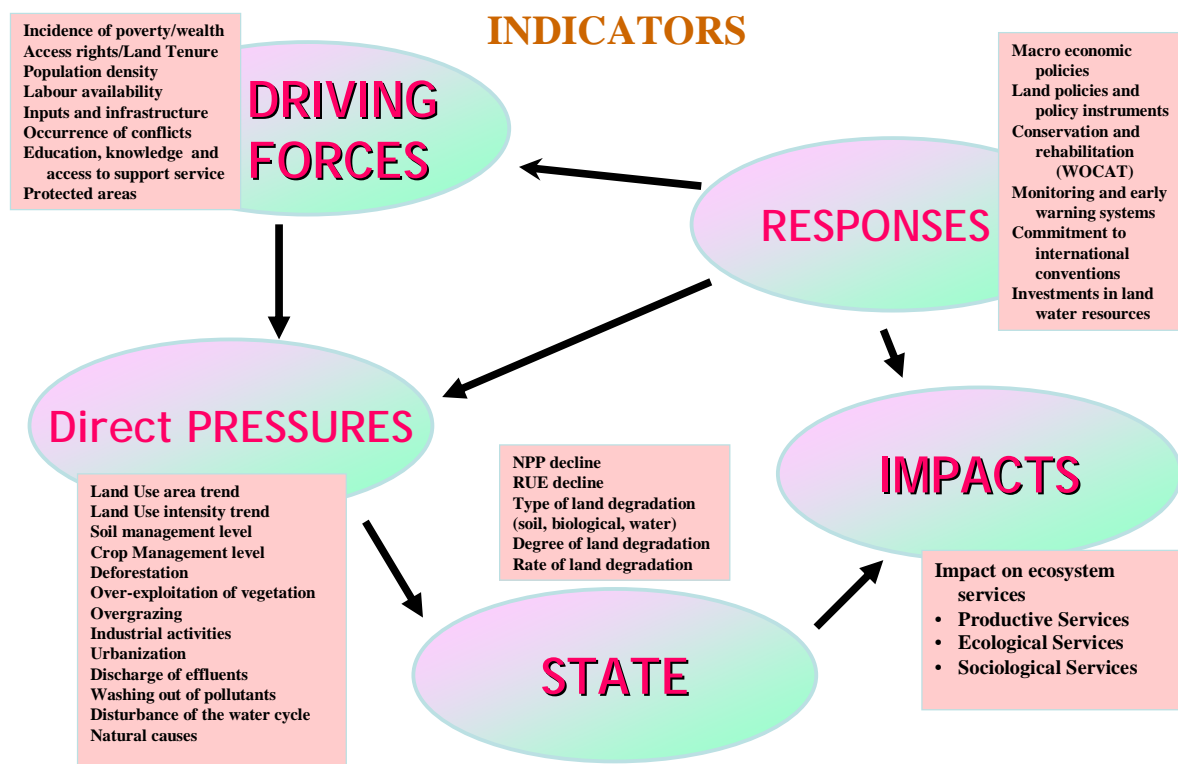 INDICATORS
Incidence of poverty/wealth
Access rights/Land Tenure
Population density
Labour availability
Inputs and infrastructure
Occurrence of conflicts
Education, knowledge and
access to support service
Protected areas
DRIVING
FORCES
Macro economic
policies
Land policies and
policy instruments
Conservation and
rehabilitation
(WOCAT)
Monitoring and early
warning systems
Commitment to
international
conventions
Investments in land
water resources
RESPONSES
Direct PRESSURES
Land Use area trend
Land Use intensity trend
Soil management level
Crop Management level
Deforestation
Over-exploitation of vegetation
Overgrazing
Industrial activities
Urbanization
Discharge of effluents
Washing out of pollutants
Disturbance of the water cycle
Natural causes
NPP decline
RUE decline
Type of land degradation
(soil, biological, water)
Degree of land degradation
Rate of land degradation
STATE
IMPACTS
Impact on ecosystem
services
• Productive Services
• Ecological Services
• Sociological Services